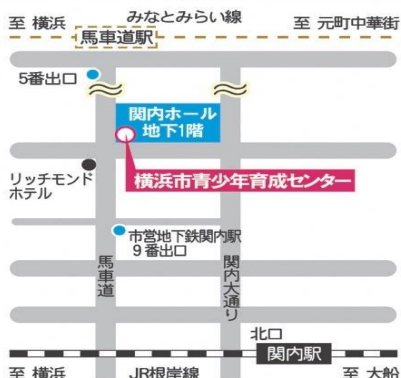 至 横浜
みなとみらい線
至 元町中華街
馬車道駅
5番出口
関内ホール
地下1階
横浜市青少年育成センター
リッチモンド
ホテル
市営地下鉄関内駅
9番出口
馬車道
関内大通り
北口
関内駅
至 横浜
JR根岸線
至 大船